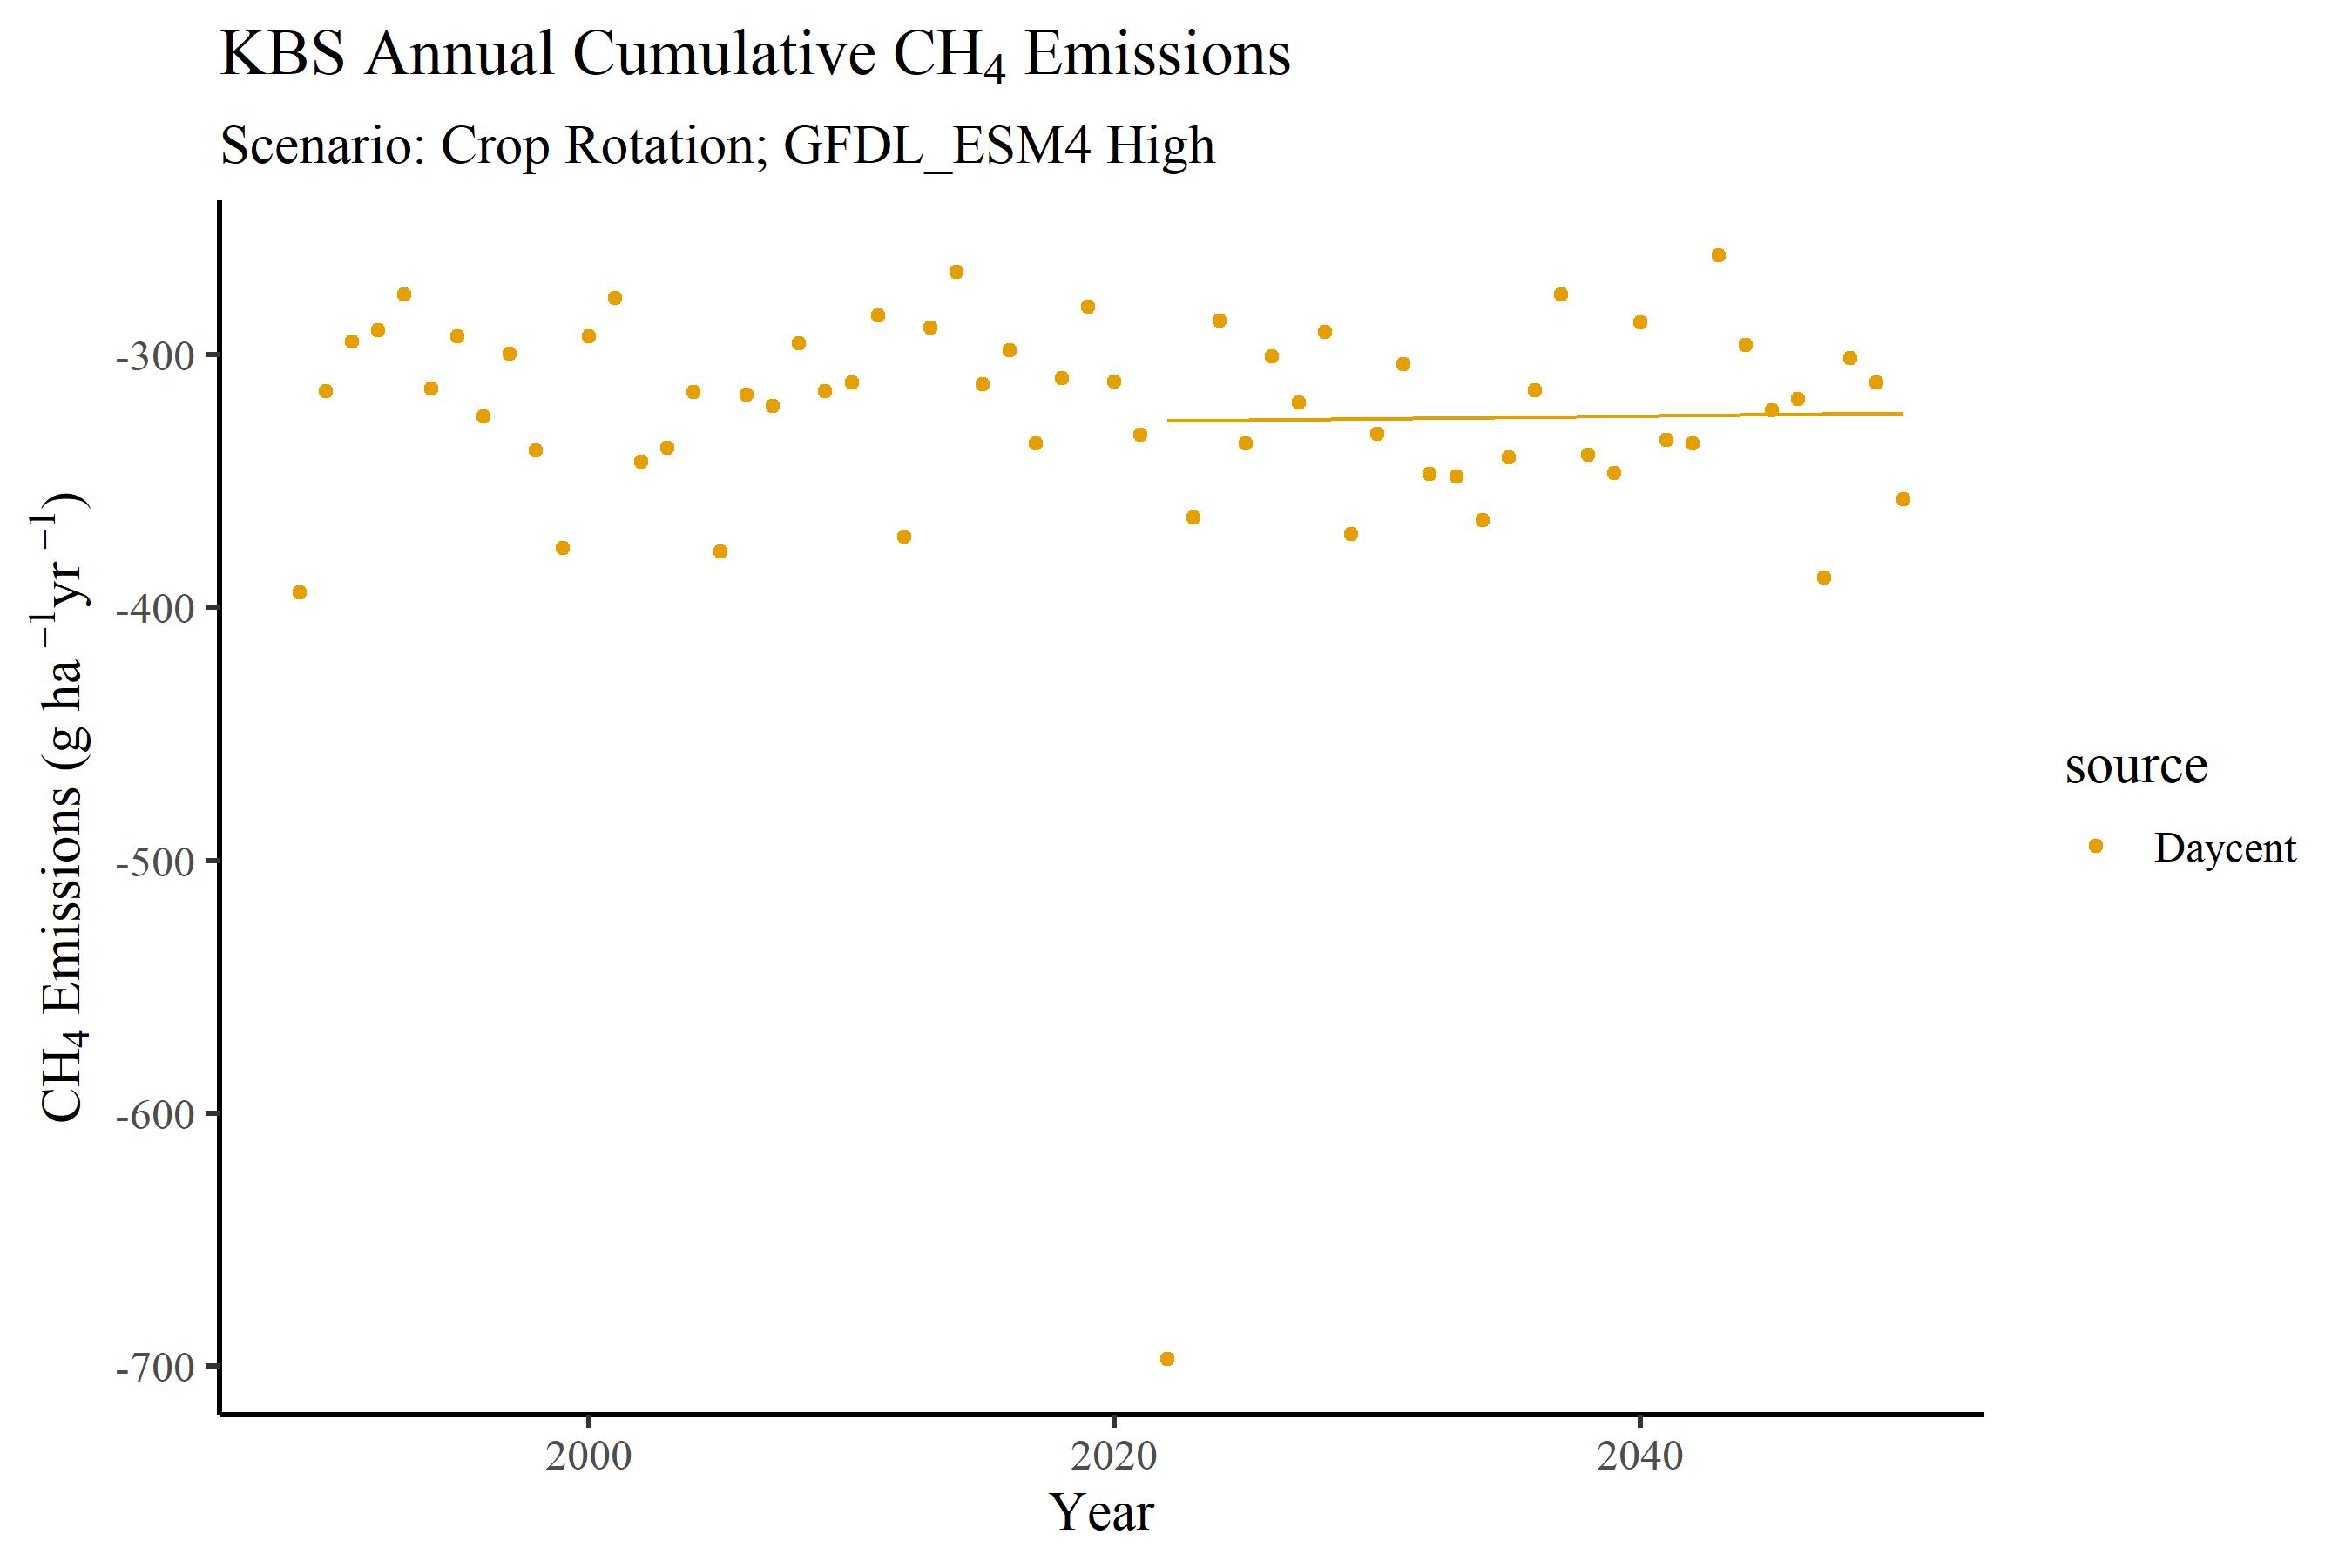 KBS Annual Cumulative CH₄ Emissions
Scenario: Crop Rotation; GFDL_ESM4 High
CH₄ Emissions (g ha⁻¹yr⁻¹)
-300
-400
-500
-600
-700
2000 2020 2040
Year
source
Daycent